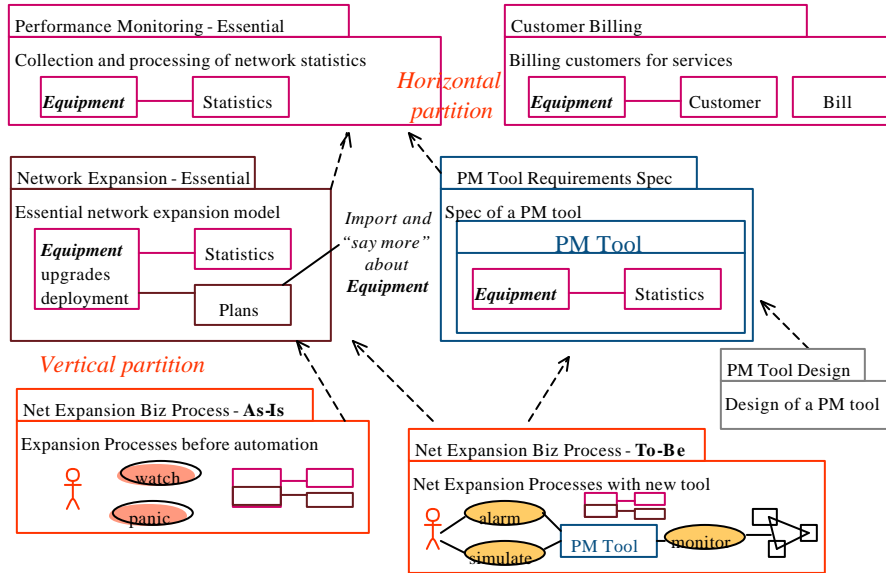 Performance Monitoring - Essential
Collection and processing of network statistics
Equipment
Statistics
Horizontal
partition
Customer Billing
Billing customers for services
Equipment
Customer
Bill
Network Expansion - Essential
Essential network expansion model
Equipment
upgrades
deployment
Statistics
Plans
Import and
“say more”
about
Equipment
PM Tool Requirements Spec
Spec of a PM tool
PM Tool
Equipment
Statistics
Vertical partition
PM Tool Design
Design of a PM tool
Net Expansion Biz Process - As-Is
Expansion Processes before automation
watch
panic
Net Expansion Biz Process - To-Be
Net Expansion Processes with new tool
alarm
simulate
PM Tool
monitor